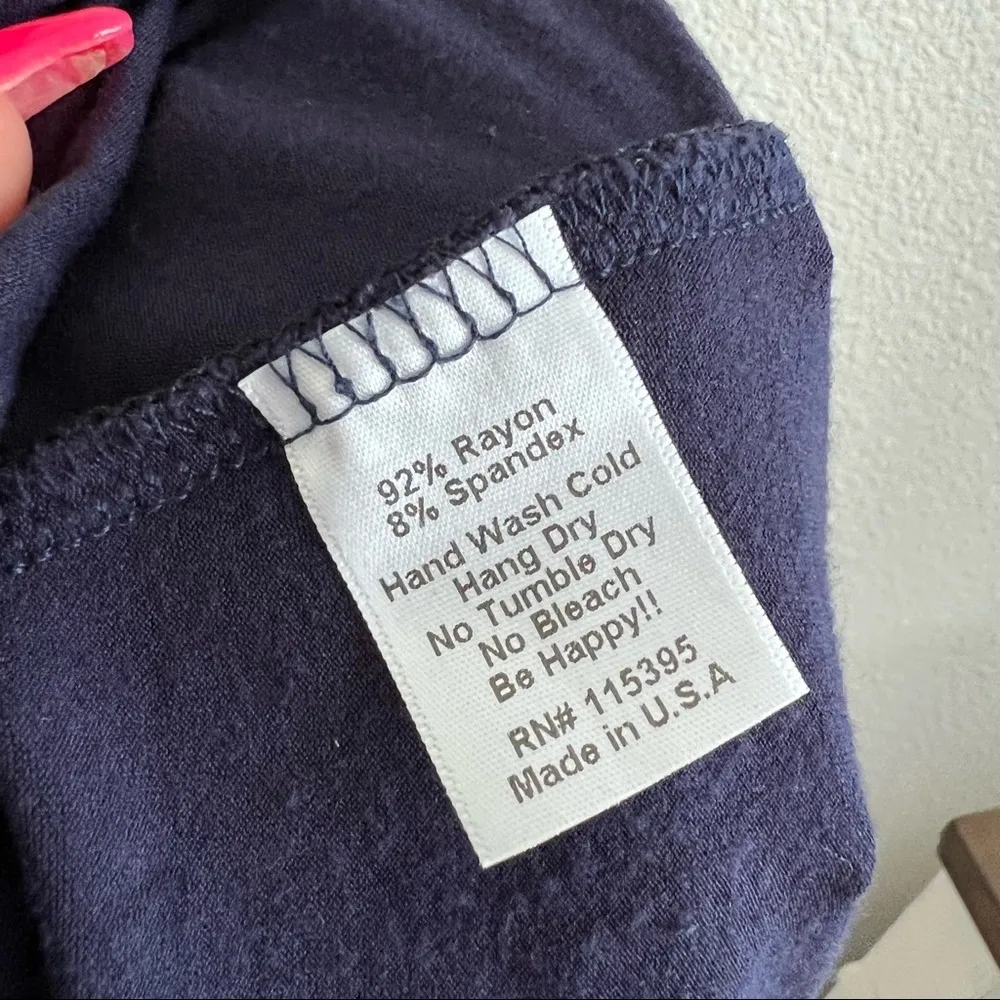 92% Rayon
8% Spandex
Hand Wash Cold
Hang Dry
No Tumble Dry
No Bleach
Be Happy!!
RN# 115395
Made in U.S.A